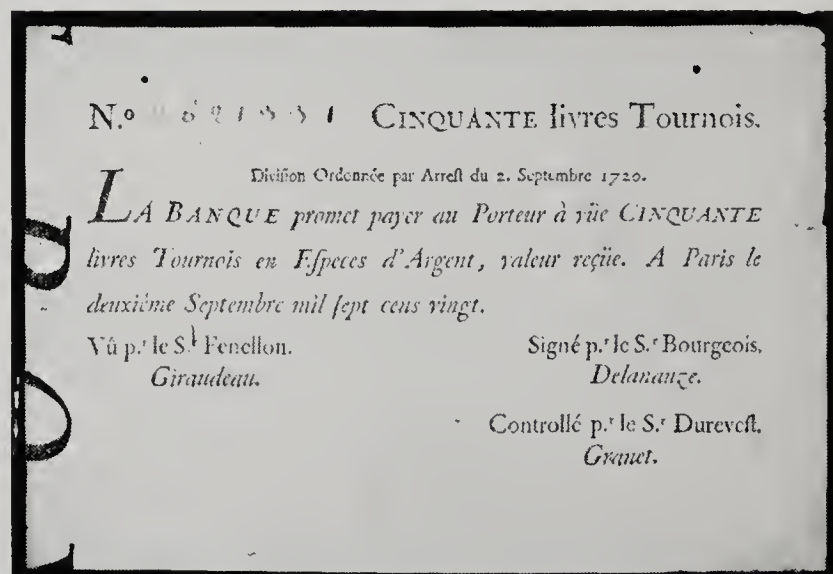 N.º CINQUANTE livres Tournois.
Diviſion Ordonnée par Arreſt du 2. Septembre 1720.
LA BANQUE promet payer au Porteur à vûe CINQUANTE
livres Tournois en Eſpeces d'Argent, valeur reçûe. A Paris le
deuxiéme Septembre mil ſept cens vingt.
Vû p.r le S.r Fenellon.
Giraudeau.
Signé p.r le S.r Bourgeois.
Delanauze.
Controllé p.r le S.r Dureveſt.
Granet.